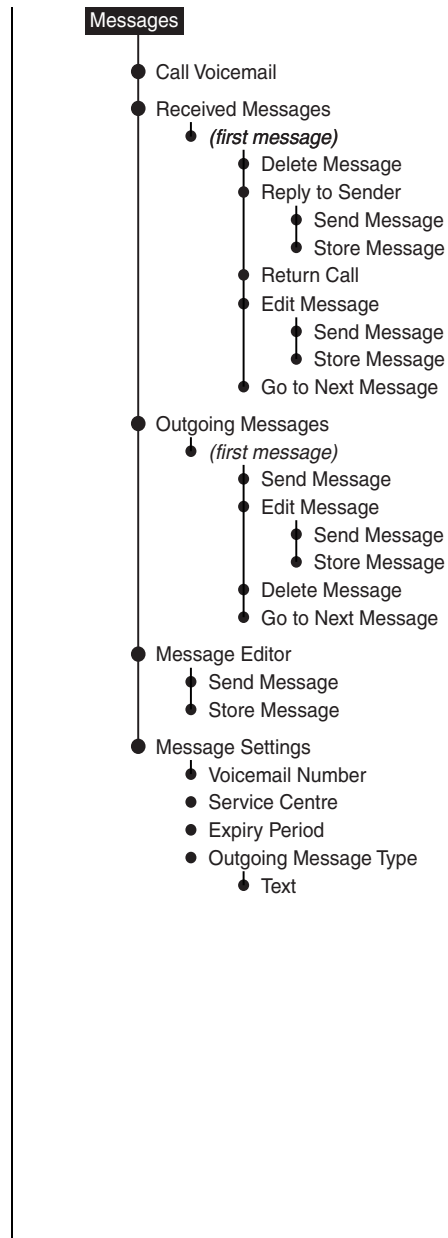 Messages
Call Voicemail
Received Messages
(first message)
Delete Message
Reply to Sender
Send Message
Store Message
Return Call
Edit Message
Send Message
Store Message
Go to Next Message
Outgoing Messages
(first message)
Send Message
Edit Message
Send Message
Store Message
Delete Message
Go to Next Message
Message Editor
Send Message
Store Message
Message Settings
Voicemail Number
Service Centre
Expiry Period
Outgoing Message Type
Text